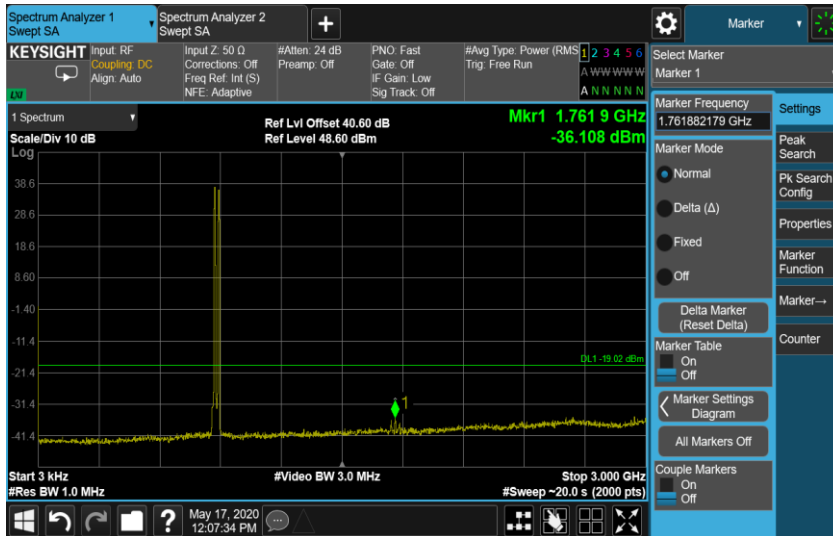 Spectrum Analyzer 1
Swept SA
Spectrum Analyzer 2
Swept SA
+
Marker
KEYSIGHT
Input: RF
Coupling: DC
Align: Auto
Input Z: 50 Ω
Corrections: Off
Freq Ref: Int (S)
NFE: Adaptive
#Atten: 24 dB
Preamp: Off
PNO: Fast
Gate: Off
IF Gain: Low
Sig Track: Off
#Avg Type: Power (RMS
Trig: Free Run
1 2 3 4 5 6
A W W W W W
A N N N N N
LXI
Select Marker
Marker 1
1 Spectrum
Scale/Div 10 dB
Log
Ref Lvl Offset 40.60 dB
Ref Level 48.60 dBm
Mkr1 1.761 9 GHz
-36.108 dBm
38.6
28.6
18.6
8.60
-1.40
-11.4
-21.4
-31.4
-41.4
DL1 -19.02 dBm
1
Start 3 kHz
#Res BW 1.0 MHz
#Video BW 3.0 MHz
Stop 3.000 GHz
#Sweep ~20.0 s (2000 pts)
Marker Frequency
1.761882179 GHz
Marker Mode
Normal
Delta (Δ)
Fixed
Off
Delta Marker
(Reset Delta)
Marker Table
On
Off
Marker Settings
Diagram
All Markers Off
Couple Markers
On
Off
Settings
Peak
Search
Pk Search
Config
Properties
Marker
Function
Marker→
Counter
?
May 17, 2020
12:07:34 PM